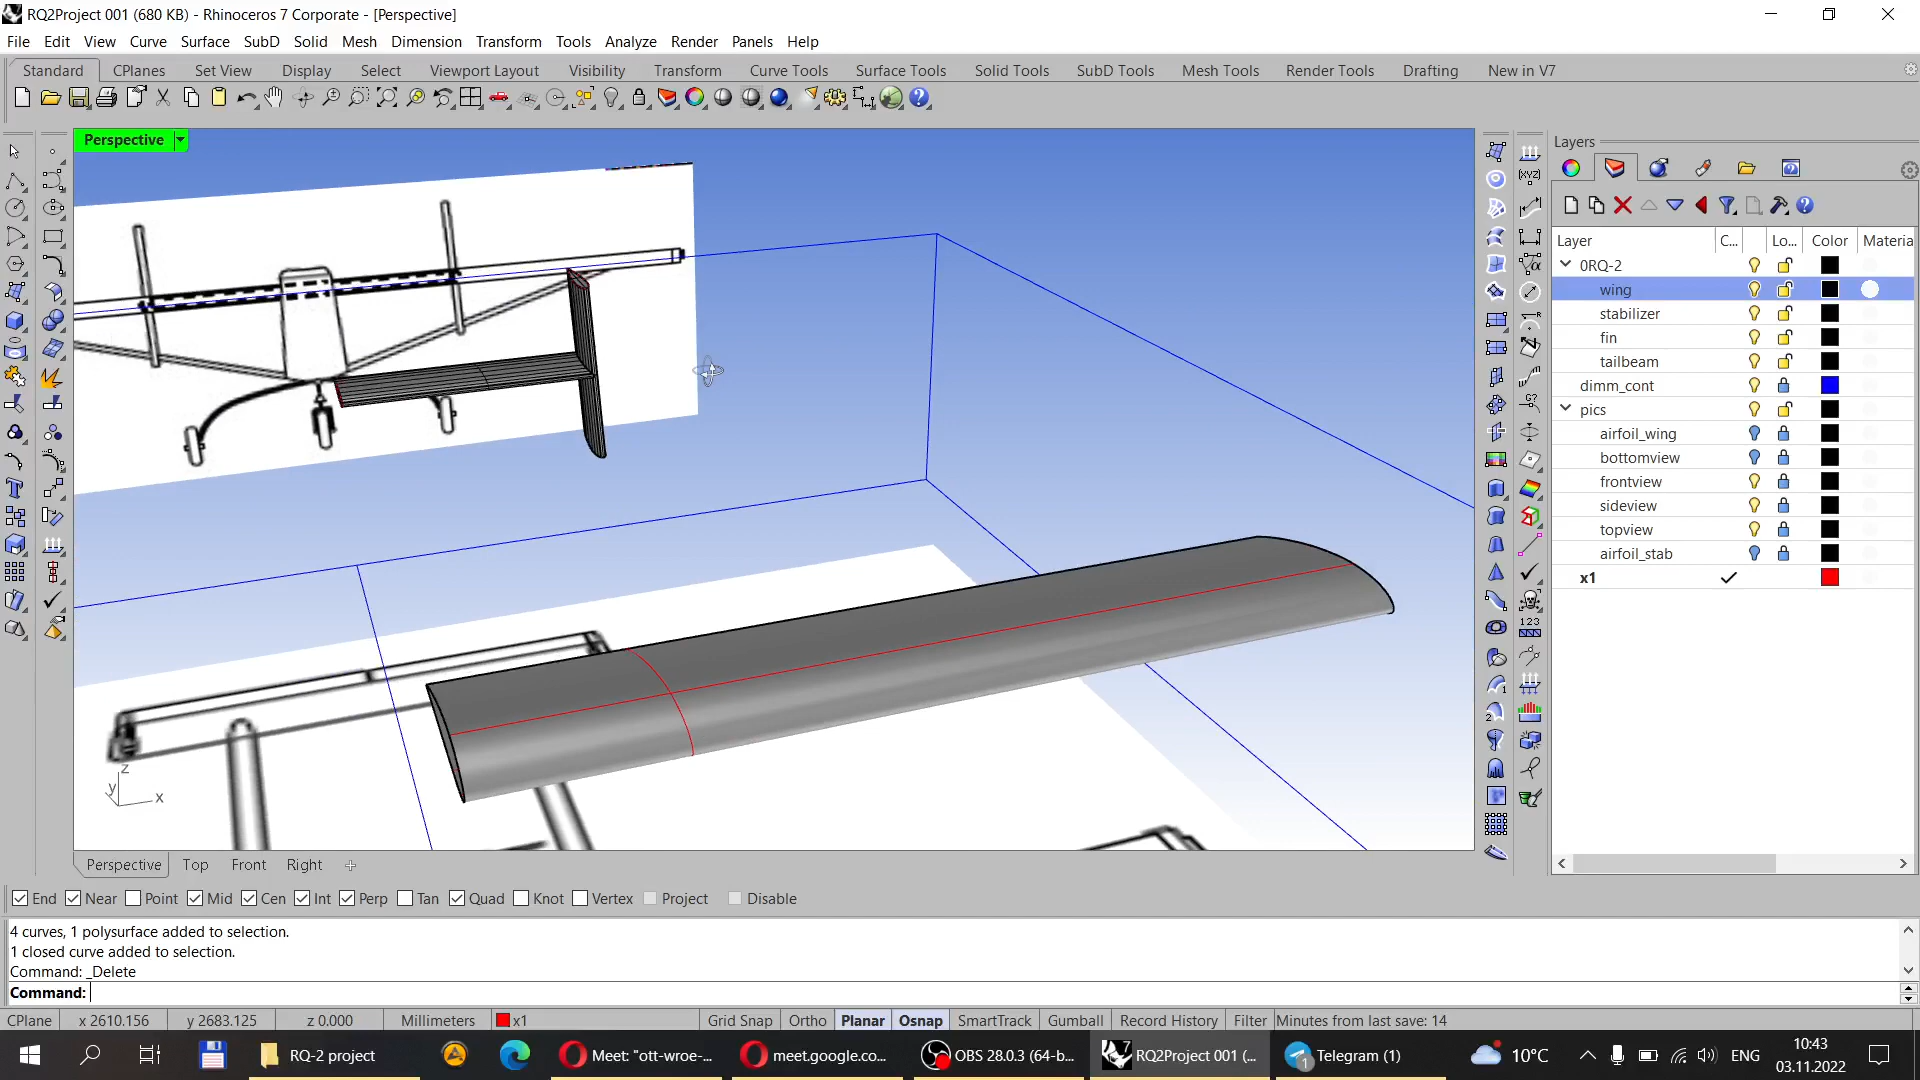 RQ2Project 001 (680 KB) - Rhinoceros 7 Corporate - [Perspective]
File Edit View Curve Surface SubD Solid Mesh Dimension Transform Tools Analyze Render Panels Help
Standard CPlanes Set View Display Select Viewport Layout Visibility Transform Curve Tools Surface Tools Solid Tools SubD Tools Mesh Tools Render Tools Drafting New in V7
Perspective
Layers
Layer C... Lo... Color Materia
0RQ-2
wing
stabilizer
fin
tailbeam
dimm_cont
pics
airfoil_wing
bottomview
frontview
sideview
topview
airfoil_stab
x1
z
y x
Perspective Top Front Right
End Near Point Mid Cen Int Perp Tan Quad Knot Vertex Project Disable
4 curves, 1 polysurface added to selection.
1 closed curve added to selection.
Command: _Delete
Command:
CPlane x 2610.156 y 2683.125 z 0.000 Millimeters x1 Grid Snap Ortho Planar Osnap SmartTrack Gumball Record History Filter Minutes from last save: 14
RQ-2 project Meet: "ott-wroe-... meet.google.co... OBS 28.0.3 (64-b... RQ2Project 001 (... Telegram (1) 10°C ENG 10:43
03.11.2022